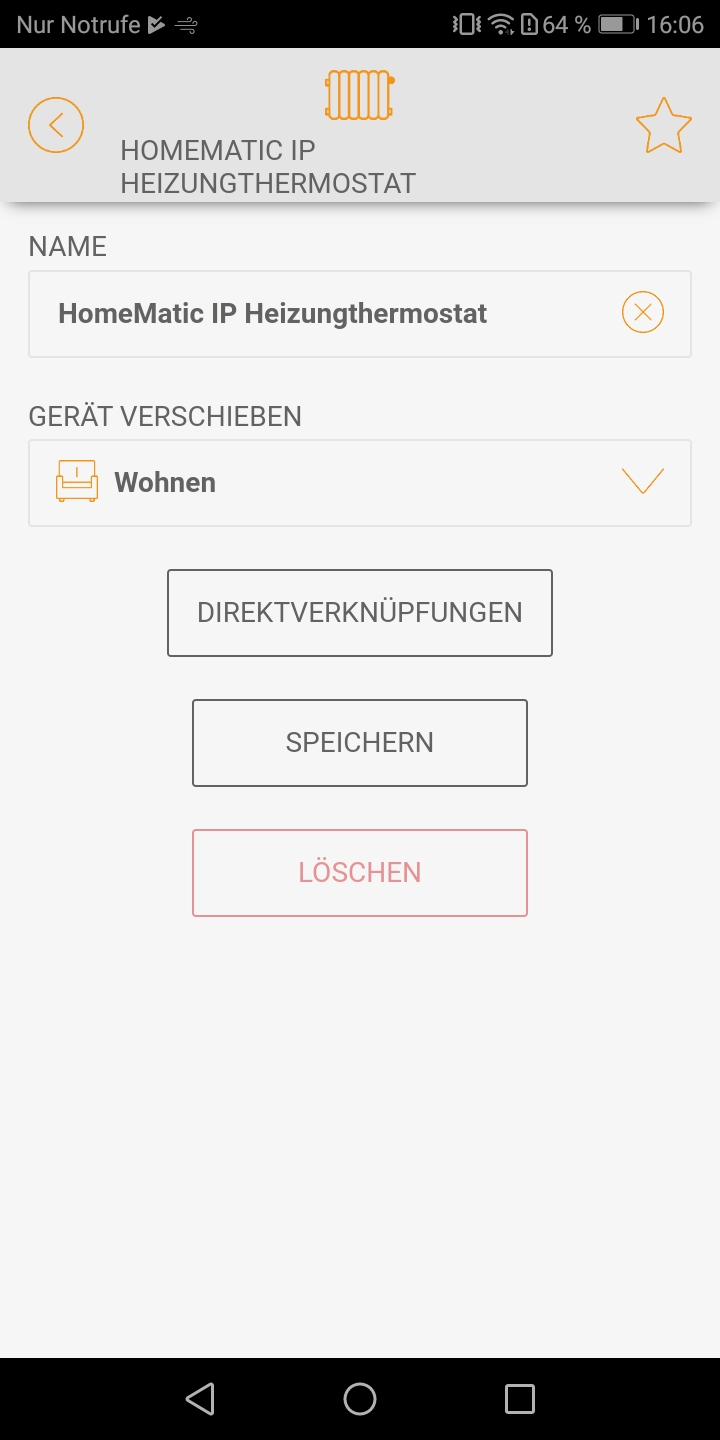 Nur Notrufe 64 % 16:06
HOMEMATIC IP
HEIZUNGTHERMOSTAT
NAME
HomeMatic IP Heizungthermostat
GERÄT VERSCHIEBEN
Wohnen
DIREKTVERKNÜPFUNGEN
SPEICHERN
LÖSCHEN